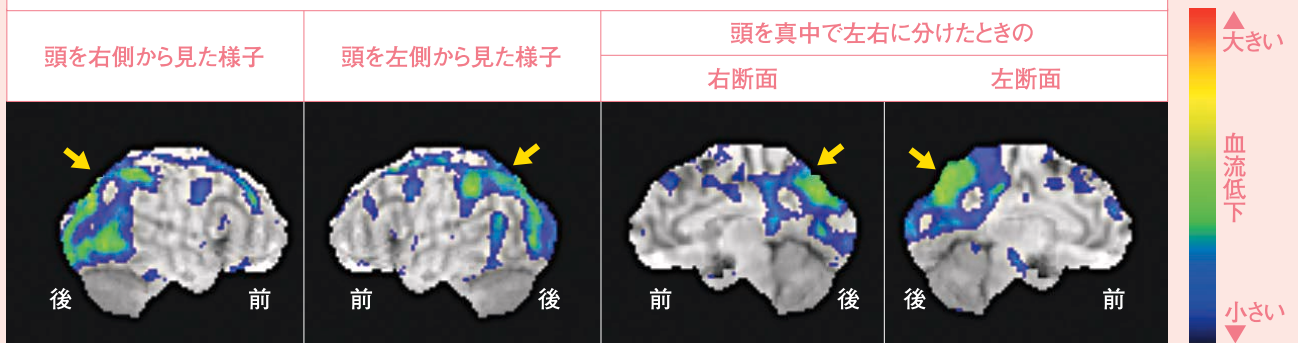 頭を右側から見た様子
頭を左側から見た様子
頭を真中で左右に分けたときの
右断面
左断面
後
前
前
後
前
後
後
前
大きい
血流低下
小さい